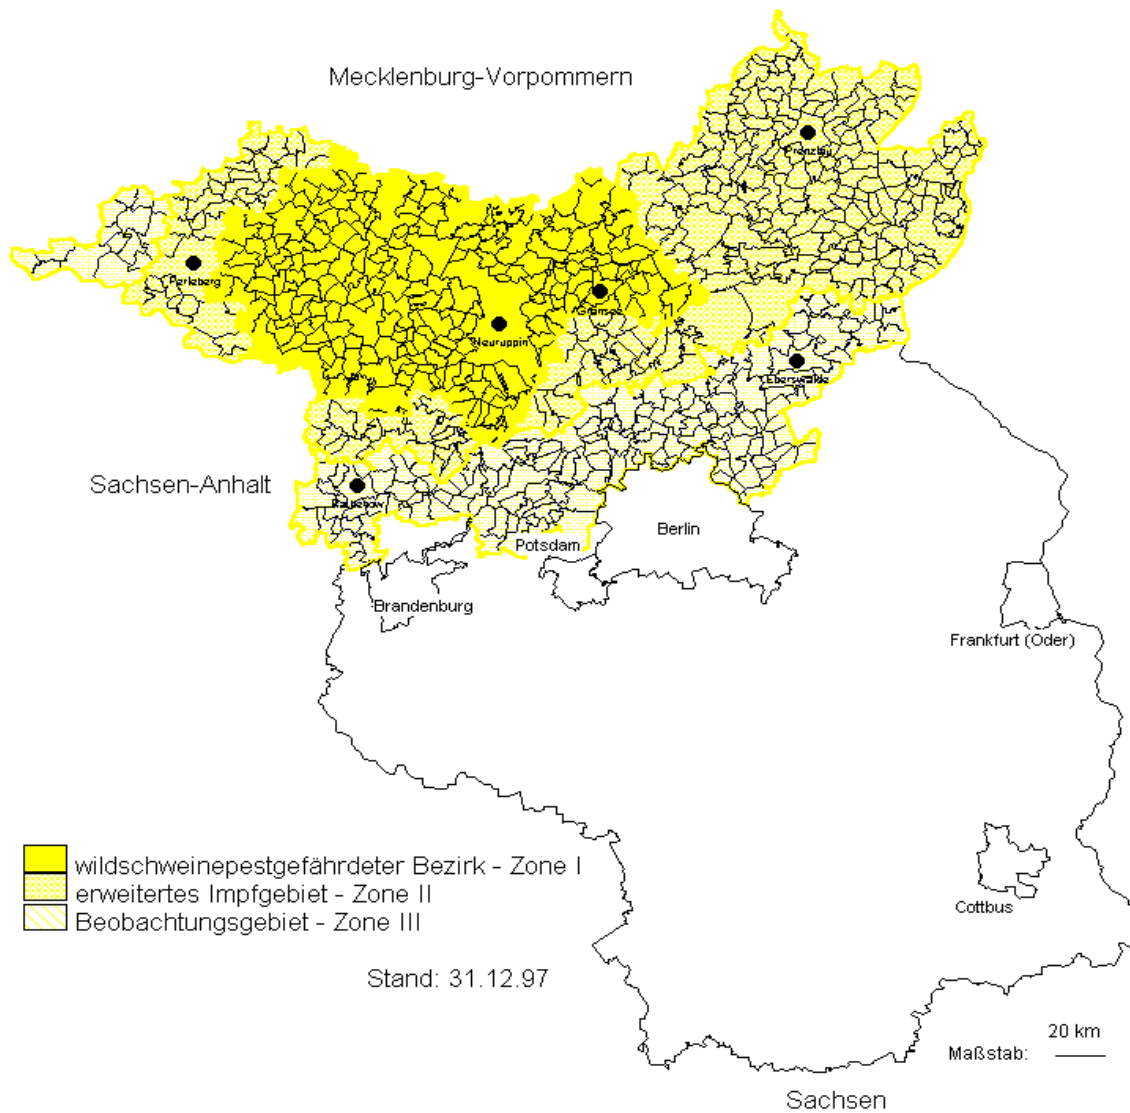 Mecklenburg-Vorpommern
Prenzlau
Perleberg
Gransee
Neuruppin
Eberswalde
Sachsen-Anhalt
Rathenow
Berlin
Potsdam
Brandenburg
Frankfurt (Oder)
wildschweinepestgefährdeter Bezirk - Zone I
erweitertes Impfgebiet - Zone II
Beobachtungsgebiet - Zone III
Cottbus
Stand: 31.12.97
20 km
Maßstab:
Sachsen